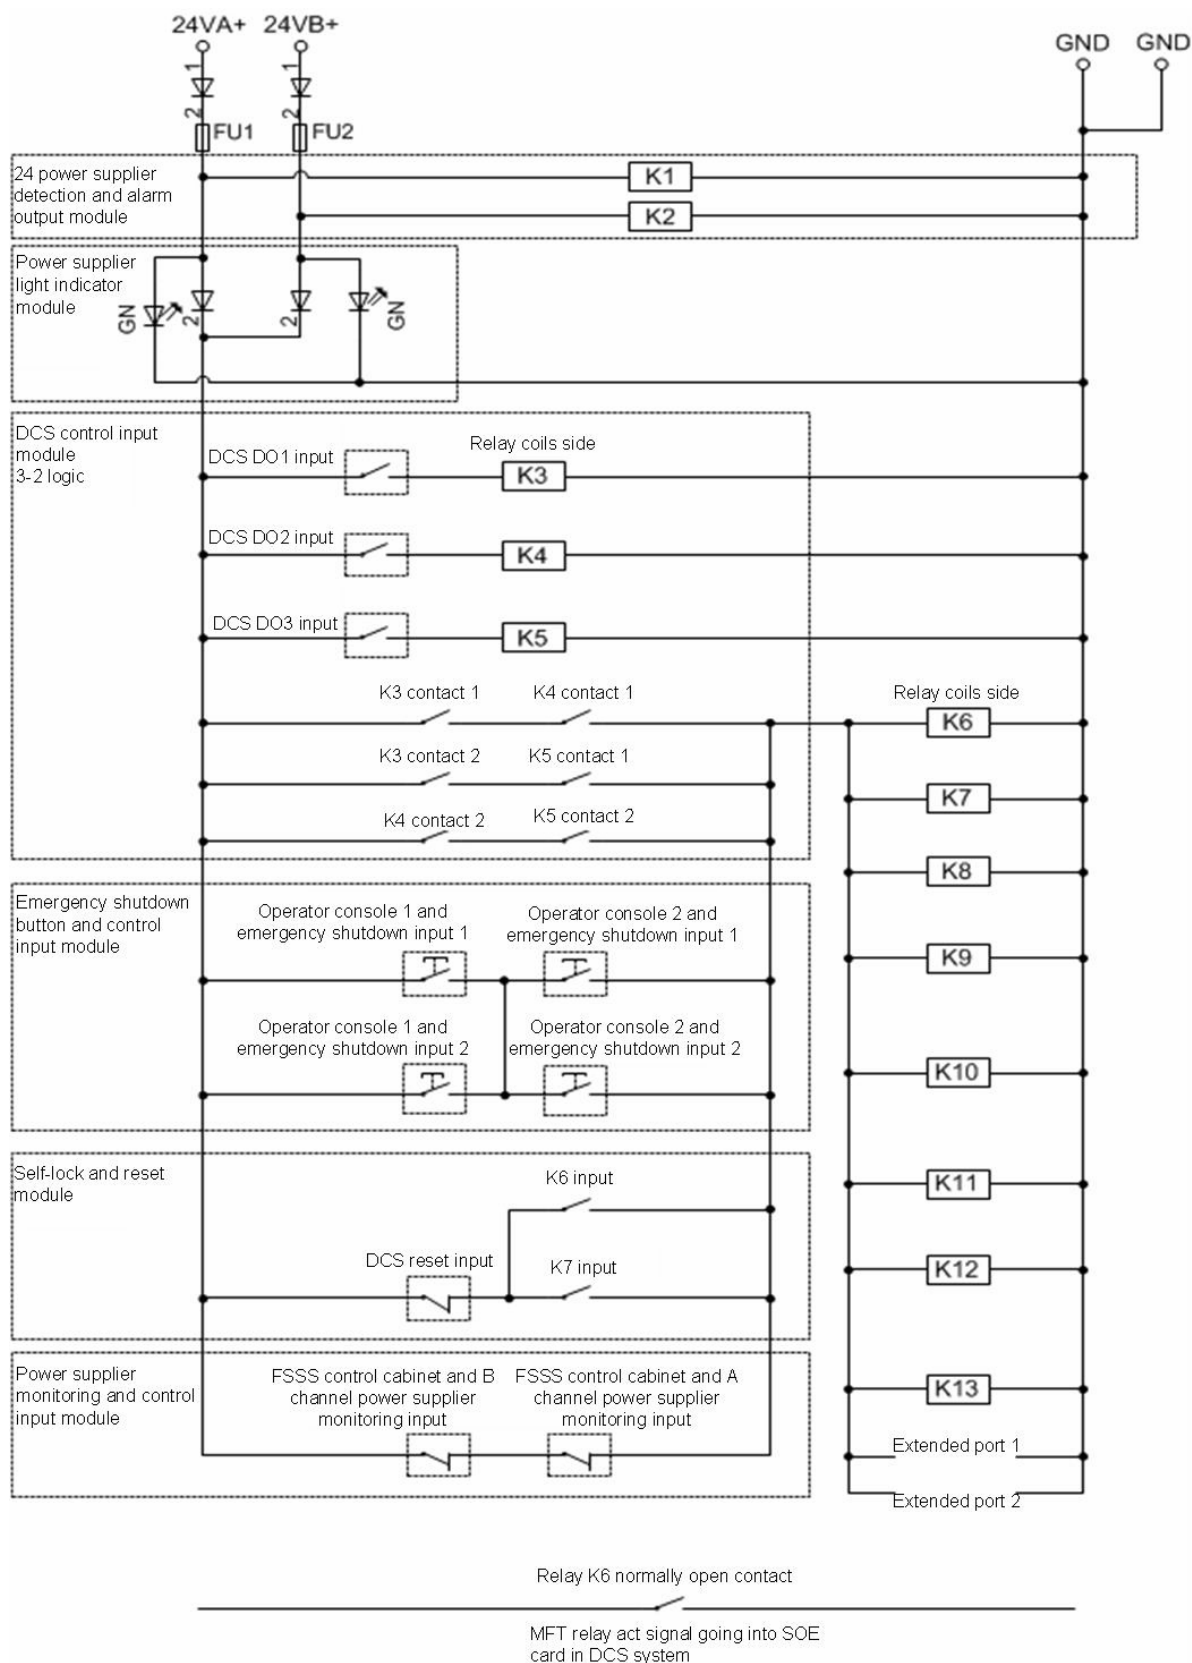 24VA+ 24VB+
GND GND
1 1
2 2
FU1 FU2
24 power supplier
detection and alarm
output module
K1
K2
Power supplier
light indicator
module
GN 2 2 GN
DCS control input
module
3-2 logic
Relay coils side
DCS DO1 input
K3
DCS DO2 input
K4
DCS DO3 input
K5
K3 contact 1 K4 contact 1
Relay coils side
K6
K3 contact 2 K5 contact 1
K7
K4 contact 2 K5 contact 2
K8
Emergency shutdown
button and control
input module
Operator console 1 and
emergency shutdown input 1
Operator console 2 and
emergency shutdown input 1
K9
Operator console 1 and
emergency shutdown input 2
Operator console 2 and
emergency shutdown input 2
K10
Self-lock and reset
module
K6 input
K11
DCS reset input
K7 input
K12
Power supplier
monitoring and control
input module
FSSS control cabinet and B
channel power supplier
monitoring input
FSSS control cabinet and A
channel power supplier
monitoring input
K13
Extended port 1
Extended port 2
Relay K6 normally open contact
MFT relay act signal going into SOE
card in DCS system